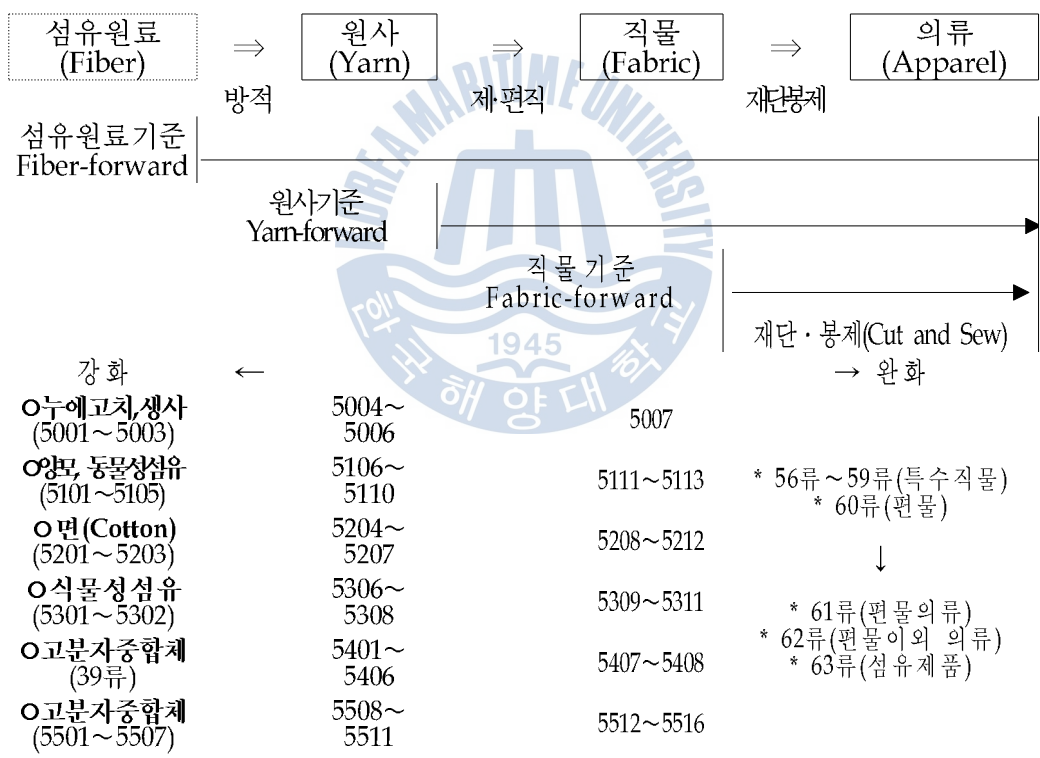 섬유원료 ⇒ 원사 ⇒ 직물 ⇒ 의류
(Fiber) (Yarn) (Fabric) (Apparel)
방적 제·편직 재단봉제
섬유원료기준
Fiber-forward
원사기준
Yarn-forward
직물기준
Fabric-forward
재단·봉제(Cut and Sew)
강화 ← → 완화
ㅇ누에고치,생사
(5001～5003)
5004～
5006
5007
ㅇ양모, 동물성섬유
(5101～5105)
5106～
5110
5111～5113
* 56류～59류(특수직물)
* 60류(편물)
ㅇ면(Cotton)
(5201～5203)
5204～
5207
5208～5212
↓
ㅇ식물성섬유
(5301～5302)
5306～
5308
5309～5311
* 61류(편물의류)
* 62류(편물이외 의류)
* 63류(섬유제품)
ㅇ고분자중합체
(39류)
5401～
5406
5407～5408
ㅇ고분자중합체
(5501～5507)
5508～
5511
5512～5516
KOREA MARITIME UNIVERSITY
1945
한국해양대학교